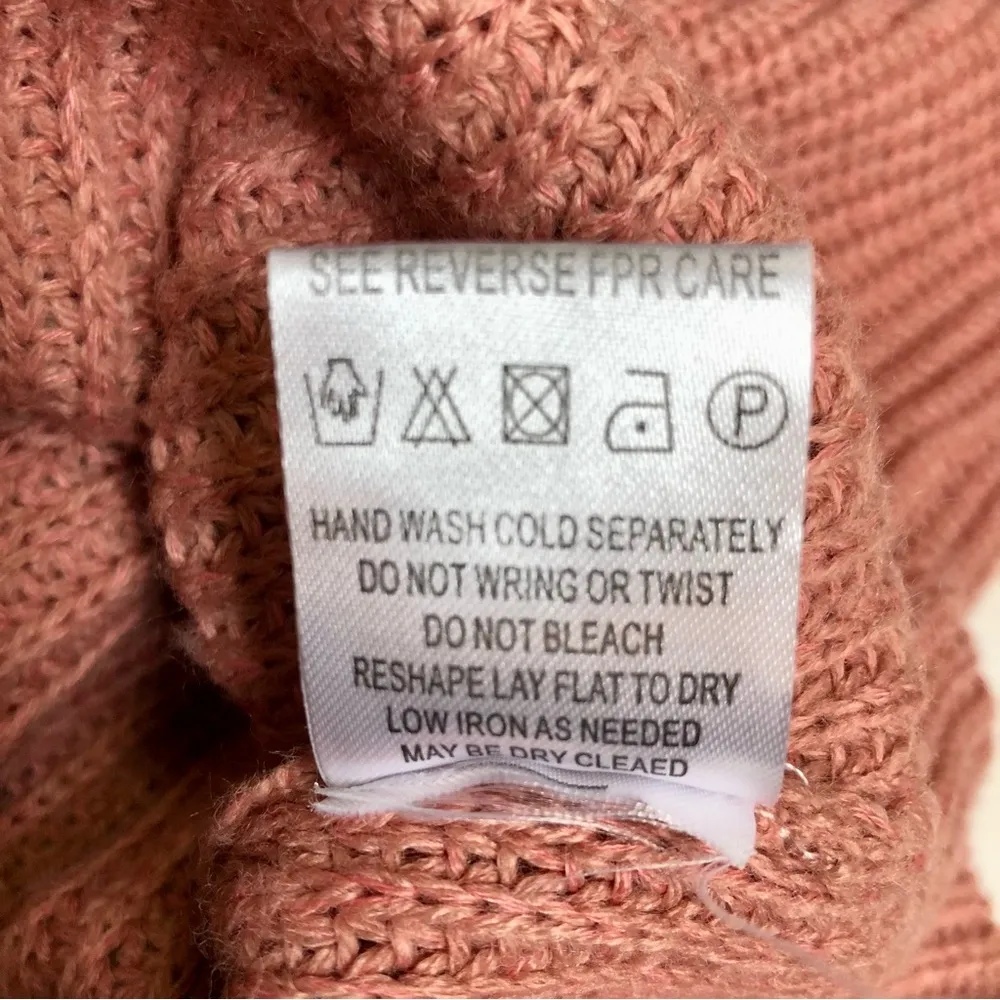 SEE REVERSE FPR CARE
P
HAND WASH COLD SEPARATELY
DO NOT WRING OR TWIST
DO NOT BLEACH
RESHAPE LAY FLAT TO DRY
LOW IRON AS NEEDED
MAY BE DRY CLEAED